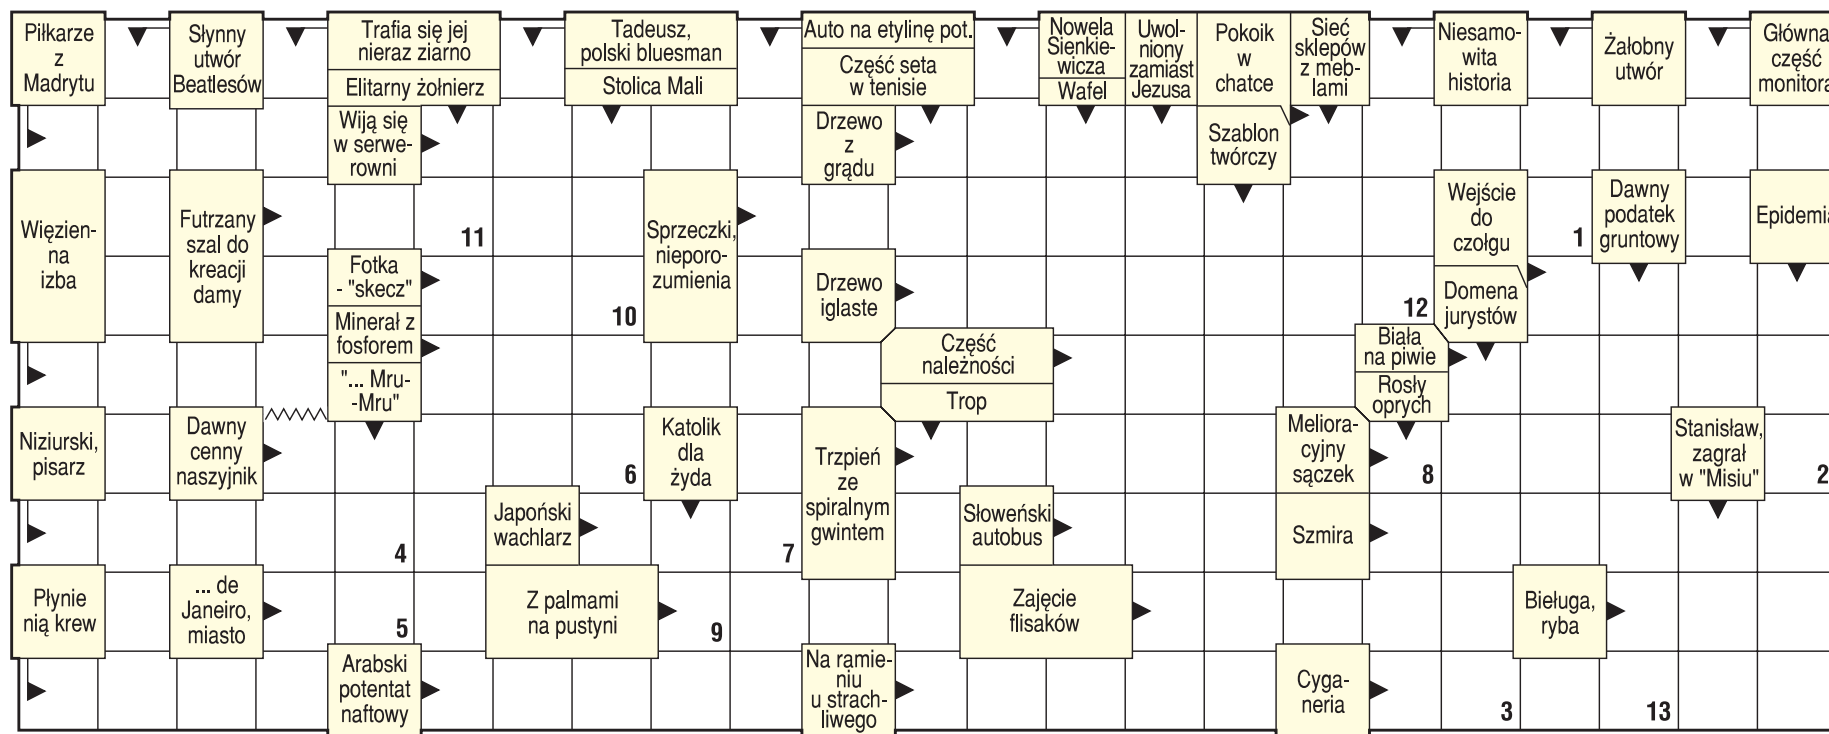 Piłkarze
z
Madrytu
Słynny
utwór
Beatlesów
Trafia się jej
nieraz ziarno
Elitarny żołnierz
Tadeusz,
polski bluesman
Stolica Mali
Auto na etylinę pot.
Część seta
w tenisie
Nowela
Sienkie-
wicza
Wafel
Uwol-
niony
zamiast
Jezusa
Pokoik
w
chatce
Sieć
sklepów
z meb-
lami
Niesamo-
wita
historia
Żałobny
utwór
Główna
część
monitora
Wiją się
w serwe-
rowni
Drzewo
z
grądu
Szablon
twórczy
Więzien-
na
izba
Futrzany
szal do
kreacji
damy
11
Sprzeczki,
nieporo-
zumienia
Wejście
do
czołgu
1
Dawny
podatek
gruntowy
Epidemia
Fotka
- "skecz"
10
Drzewo
iglaste
12
Domena
jurystów
Minerał z
fosforem
Część
należności
Biała
na piwie
"... Mru-
-Mru"
Trop
Rosły
oprych
Niziurski,
pisarz
Dawny
cenny
naszyjnik
6
Katolik
dla
żyda
Trzpień
ze
spiralnym
gwintem
Meliora-
cyjny
sączek
8
Stanisław,
zagrał
w "Misiu"
2
4
Japoński
wachlarz
7
Słoweński
autobus
Szmira
Płynie
nią krew
... de
Janeiro,
miasto
5
Z palmami
na pustyni
9
Zajęcie
flisaków
Bieługa,
ryba
Arabski
potentat
naftowy
Na ramie-
niu
u strach-
liwego
Cyga-
neria
3
13